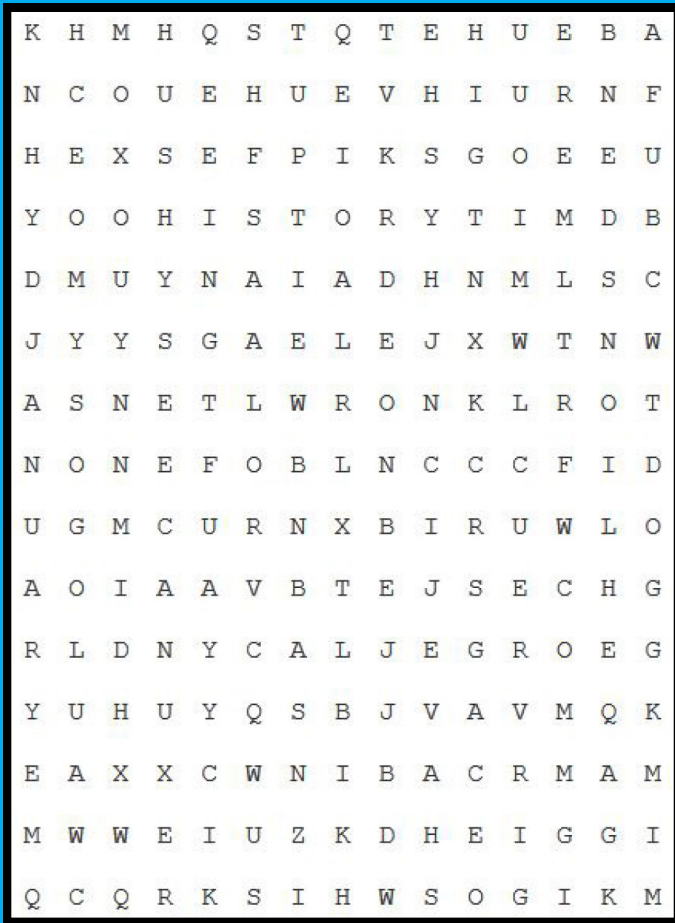 K H M H Q S T Q T E H U E B A
N C O U E H U E V H I U R N F
H E X S E F P I K S G O E E U
Y O O H I S T O R Y T I M D B
D M U Y N A I A D H N M L S C
J Y Y S G A E L E J X W T N W
A S N E T L W R O N K L R O T
N O N E F O B L N C C C F I D
U G M C U R N X B I R U W L O
A O I A A V B T E J S E C H G
R L D N Y C A L J E G R O E G
Y U H U Y Q S B J V A V M Q K
E A X X C W N I B A C R M A M
M W W E I U Z K D H E I G G I
Q C Q R K S I H W S O G I K M